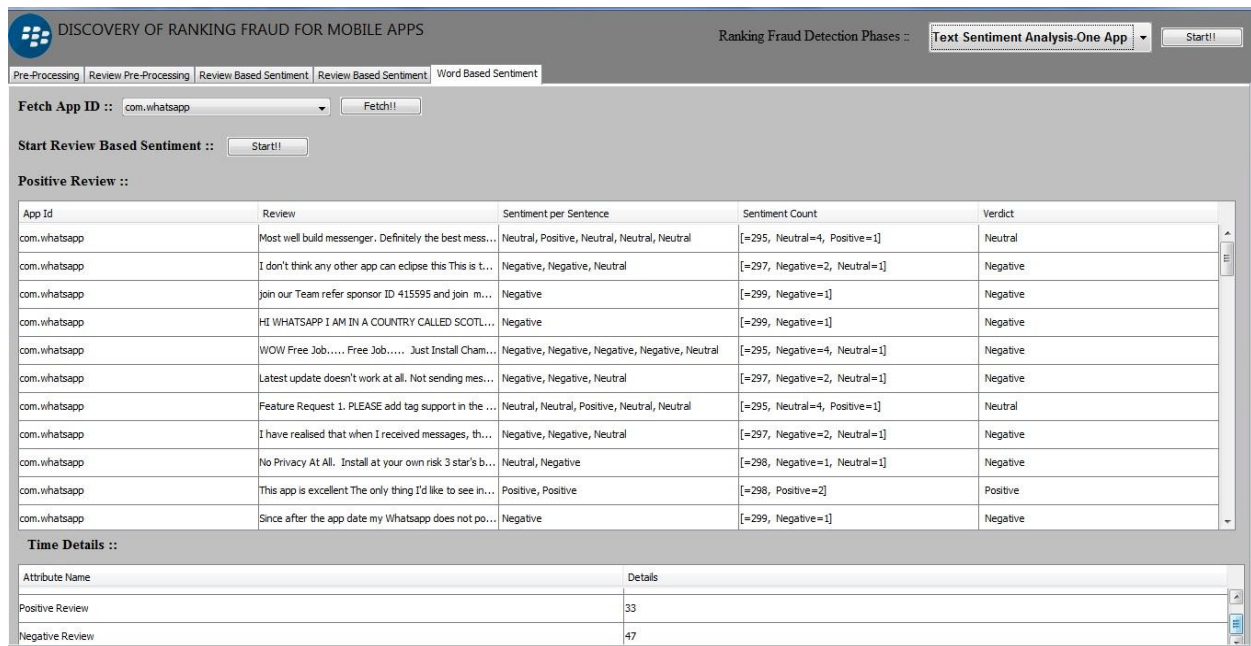 DISCOVERY OF RANKING FRAUD FOR MOBILE APPS
Ranking Fraud Detection Phases :: Text Sentiment Analysis-One App Start!!
Pre-Processing Review Pre-Processing Review Based Sentiment Review Based Sentiment Word Based Sentiment
Fetch App ID :: com.whatsapp Fetch!!
Start Review Based Sentiment :: Start!!
Positive Review ::
App Id Review Sentiment per Sentence Sentiment Count Verdict
com.whatsapp Most well build messenger. Definitely the best mess... Neutral, Positive, Neutral, Neutral, Neutral [=295, Neutral=4, Positive=1] Neutral
com.whatsapp I don't think any other app can eclipse this This is t... Negative, Negative, Neutral [=297, Negative=2, Neutral=1] Negative
com.whatsapp join our Team refer sponsor ID 415595 and join m... Negative [=299, Negative=1] Negative
com.whatsapp HI WHATSAPP I AM IN A COUNTRY CALLED SCOTL... Negative [=299, Negative=1] Negative
com.whatsapp WOW Free Job..... Free Job..... Just Install Cham... Negative, Negative, Negative, Negative, Neutral [=295, Negative=4, Neutral=1] Negative
com.whatsapp Latest update doesn't work at all. Not sending mes... Negative, Negative, Neutral [=297, Negative=2, Neutral=1] Negative
com.whatsapp Feature Request 1. PLEASE add tag support in the ... Neutral, Neutral, Positive, Neutral, Neutral [=295, Neutral=4, Positive=1] Neutral
com.whatsapp I have realised that when I received messages, th... Negative, Negative, Neutral [=297, Negative=2, Neutral=1] Negative
com.whatsapp No Privacy At All. Install at your own risk 3 star's b... Neutral, Negative [=298, Negative=1, Neutral=1] Negative
com.whatsapp This app is excellent The only thing I'd like to see in... Positive, Positive [=298, Positive=2] Positive
com.whatsapp Since after the app date my Whatsapp does not po... Negative [=299, Negative=1] Negative
Time Details ::
Attribute Name Details
Positive Review 33
Negative Review 47